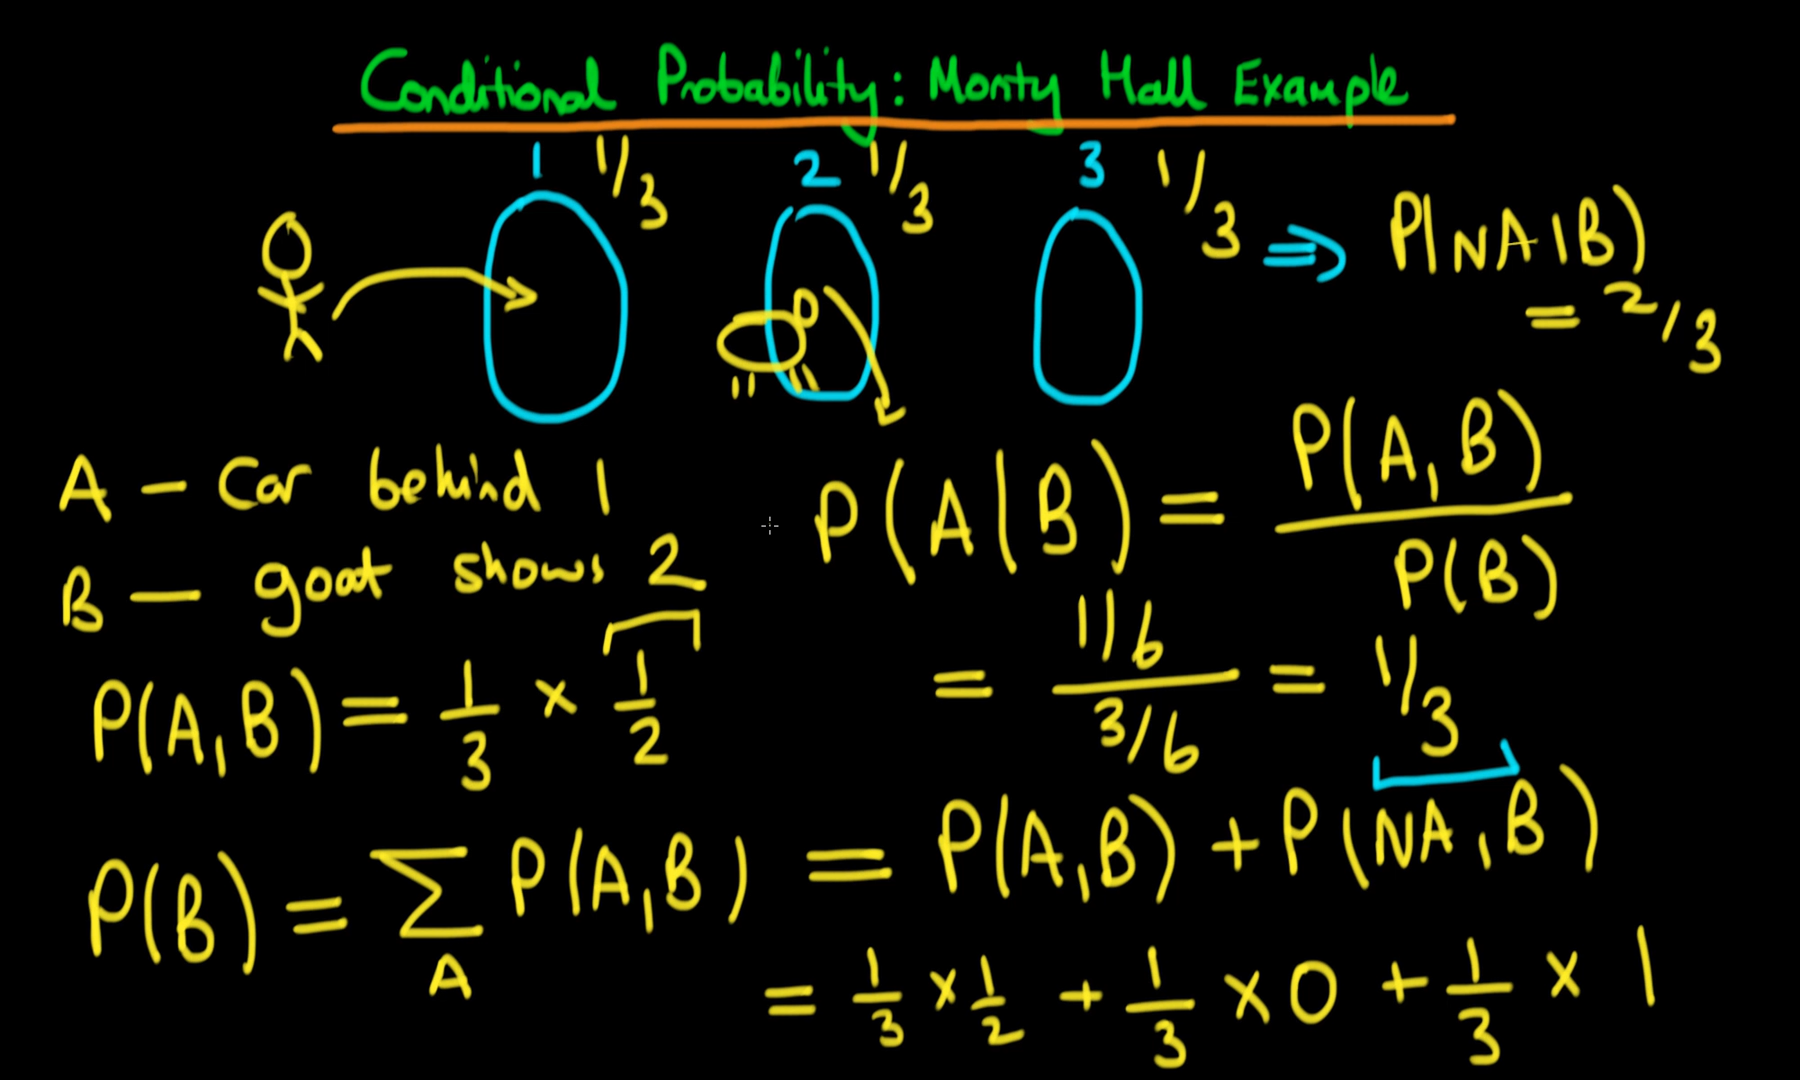 Conditional Probability: Monty Hall Example
1 1/3 2 1/3 3 1/3 ⇒ P(NA|B)
= 2/3
A — Car behind 1
B — goat shows 2
P(A|B) = P(A,B) / P(B)
P(A,B) = 1/3 × 1/2
= 1/6 / 3/6 = 1/3
P(B) = ∑_A P(A,B) = P(A,B) + P(NA,B)
= 1/3 × 1/2 + 1/3 × 0 + 1/3 × 1